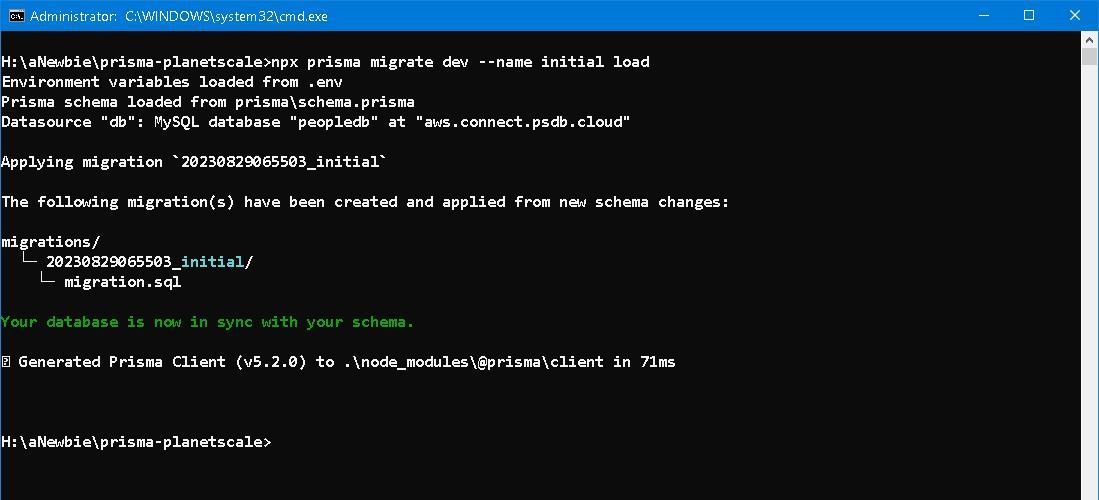 Administrator: C:\WINDOWS\system32\cmd.exe
H:\aNewbie\prisma-planetscale>npx prisma migrate dev --name initial load
Environment variables loaded from .env
Prisma schema loaded from prisma\schema.prisma
Datasource "db": MySQL database "peopledb" at "aws.connect.psdb.cloud"
Applying migration `20230829065503_initial`
The following migration(s) have been created and applied from new schema changes:
migrations/
└─ 20230829065503_initial/
└─ migration.sql
Your database is now in sync with your schema.
Generated Prisma Client (v5.2.0) to .\node_modules\@prisma\client in 71ms
H:\aNewbie\prisma-planetscale>